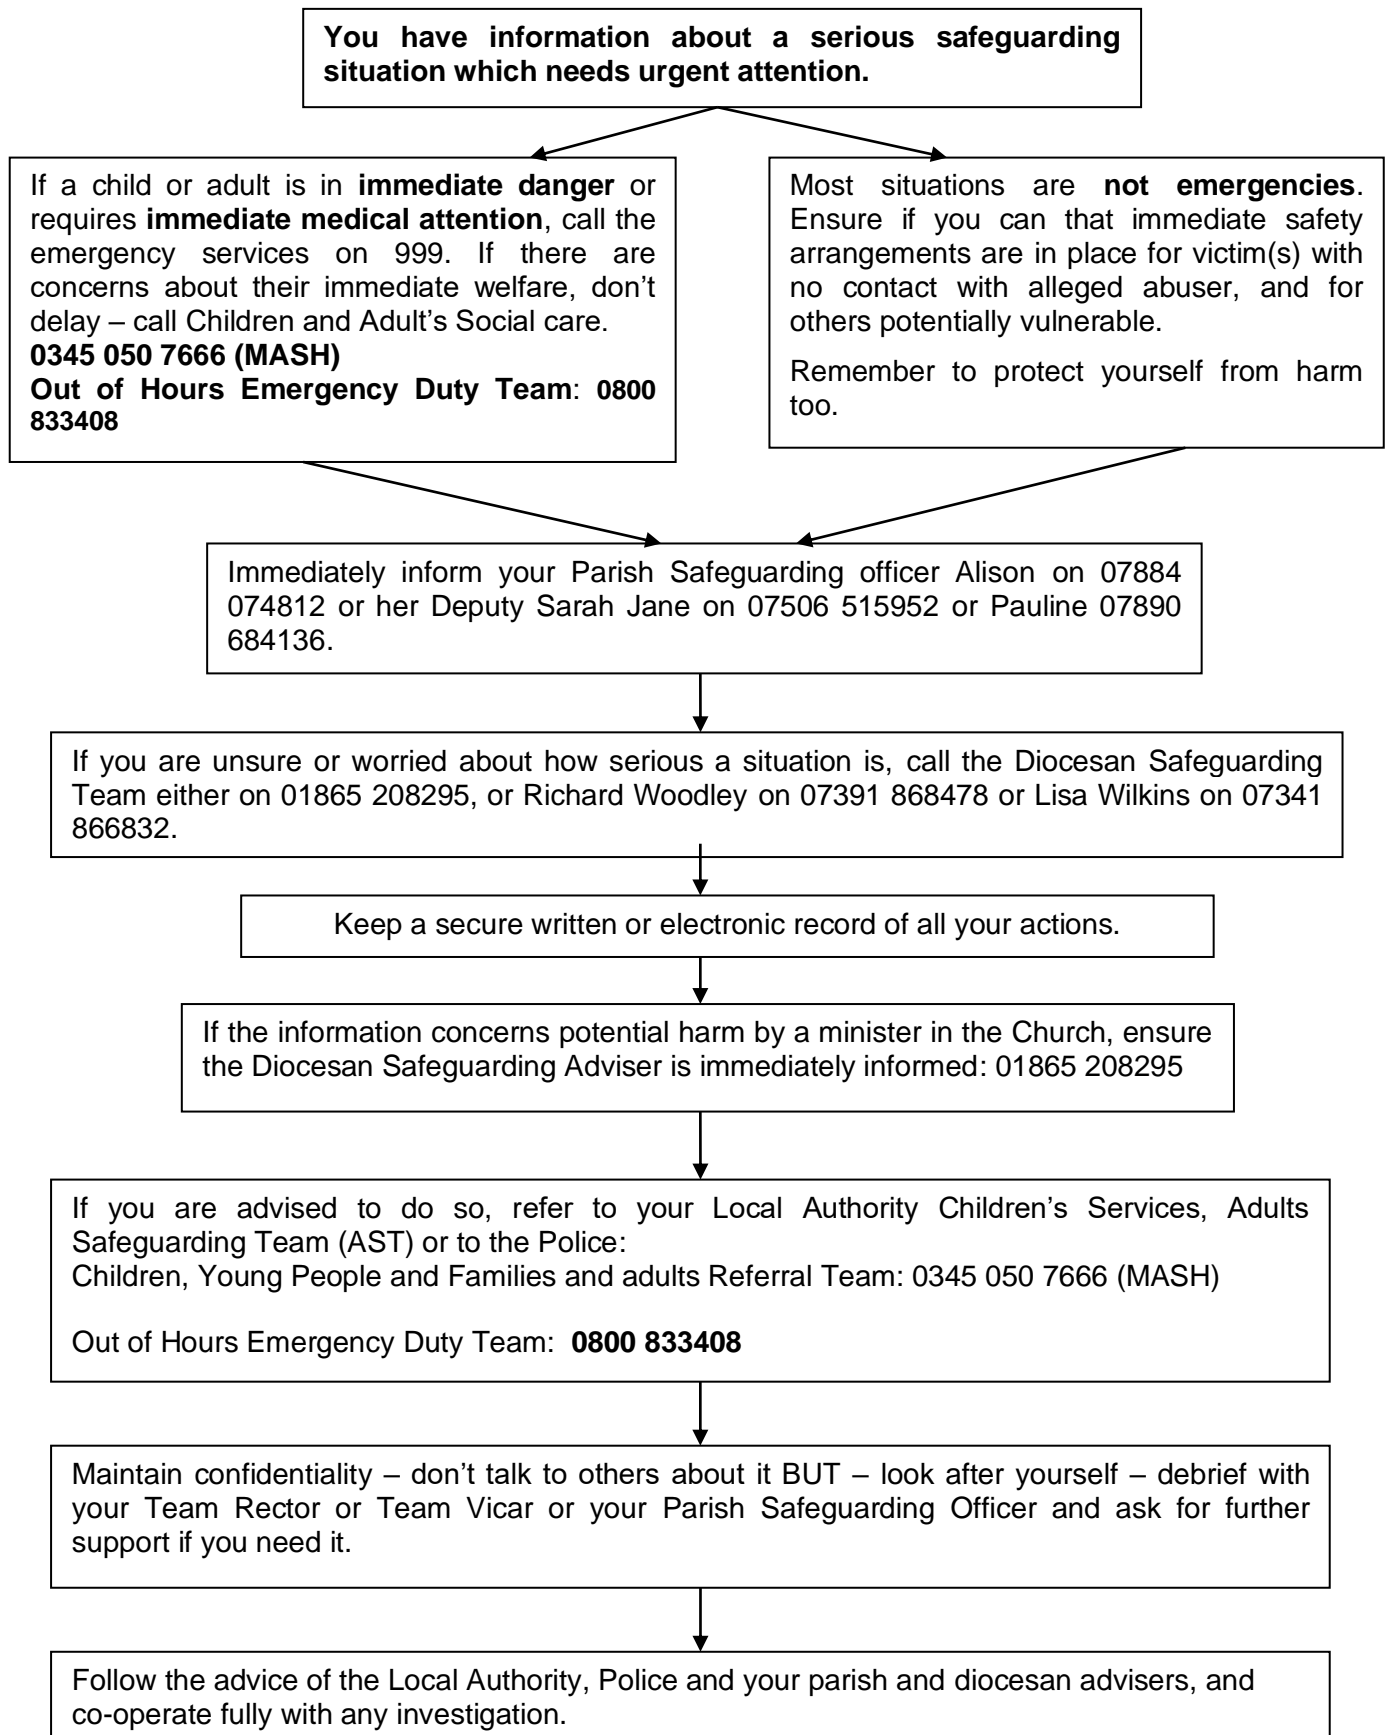 You have information about a serious safeguarding
situation which needs urgent attention.
If a child or adult is in immediate danger or
requires immediate medical attention, call the
emergency services on 999. If there are
concerns about their immediate welfare, don’t
delay – call Children and Adult’s Social care.
0345 050 7666 (MASH)
Out of Hours Emergency Duty Team: 0800
833408
Most situations are not emergencies.
Ensure if you can that immediate safety
arrangements are in place for victim(s) with
no contact with alleged abuser, and for
others potentially vulnerable.
Remember to protect yourself from harm
too.
Immediately inform your Parish Safeguarding officer Alison on 07884
074812 or her Deputy Sarah Jane on 07506 515952 or Pauline 07890
684136.
If you are unsure or worried about how serious a situation is, call the Diocesan Safeguarding
Team either on 01865 208295, or Richard Woodley on 07391 868478 or Lisa Wilkins on 07341
866832.
Keep a secure written or electronic record of all your actions.
If the information concerns potential harm by a minister in the Church, ensure
the Diocesan Safeguarding Adviser is immediately informed: 01865 208295
If you are advised to do so, refer to your Local Authority Children’s Services, Adults
Safeguarding Team (AST) or to the Police:
Children, Young People and Families and adults Referral Team: 0345 050 7666 (MASH)
Out of Hours Emergency Duty Team: 0800 833408
Maintain confidentiality – don’t talk to others about it BUT – look after yourself – debrief with
your Team Rector or Team Vicar or your Parish Safeguarding Officer and ask for further
support if you need it.
Follow the advice of the Local Authority, Police and your parish and diocesan advisers, and
co-operate fully with any investigation.